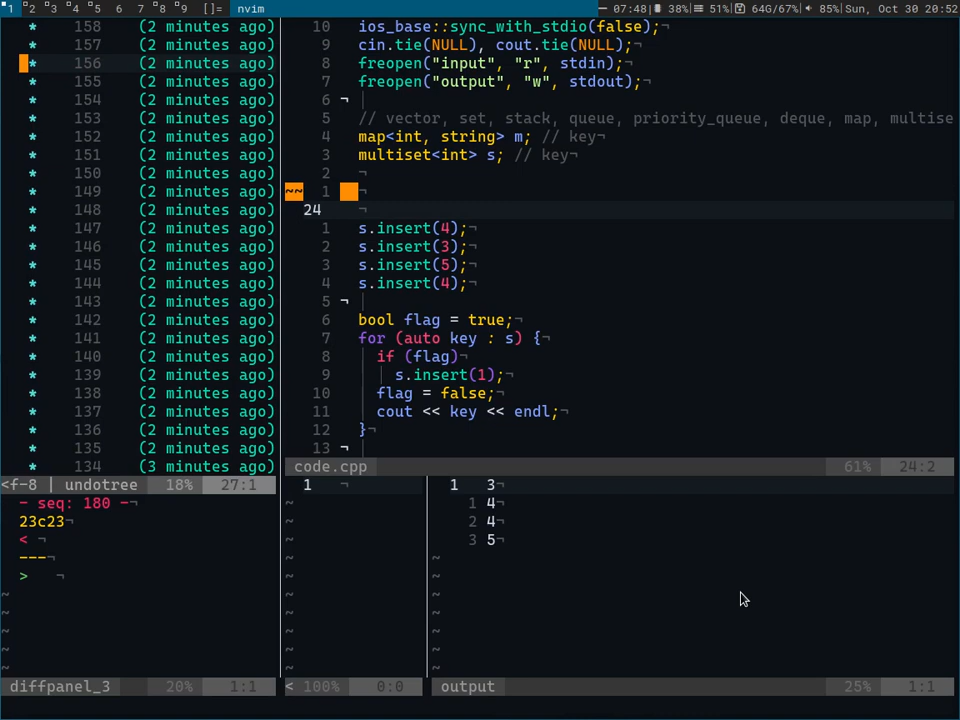 1 2 3 4 5 6 7 8 9 []= nvim 07:48 38% 51% 64G/67% 85% Sun, Oct 30 20:52
* 158 (2 minutes ago)
* 157 (2 minutes ago)
* 156 (2 minutes ago)
* 155 (2 minutes ago)
* 154 (2 minutes ago)
* 153 (2 minutes ago)
* 152 (2 minutes ago)
* 151 (2 minutes ago)
* 150 (2 minutes ago)
* 149 (2 minutes ago)
* 148 (2 minutes ago)
* 147 (2 minutes ago)
* 146 (2 minutes ago)
* 145 (2 minutes ago)
* 144 (2 minutes ago)
* 143 (2 minutes ago)
* 142 (2 minutes ago)
* 141 (2 minutes ago)
* 140 (2 minutes ago)
* 139 (2 minutes ago)
* 138 (2 minutes ago)
* 137 (2 minutes ago)
* 136 (2 minutes ago)
* 135 (2 minutes ago)
* 134 (3 minutes ago)
<f-8 | undotree 18% 27:1
- seq: 180 -¬
23c23¬
< ¬
---¬
> ¬
~
~
~
~
~
diffpanel_3 20% 1:1
10 ios_base::sync_with_stdio(false);¬
9 cin.tie(NULL), cout.tie(NULL);¬
8 freopen("input", "r", stdin);¬
7 freopen("output", "w", stdout);¬
6 ¬
5 // vector, set, stack, queue, priority_queue, deque, map, multise
4 map<int, string> m; // key¬
3 multiset<int> s; // key¬
2 ¬
~~ 1 ¬
24 ¬
1 s.insert(4);¬
2 s.insert(3);¬
3 s.insert(5);¬
4 s.insert(4);¬
5 ¬
6 bool flag = true;¬
7 for (auto key : s) {¬
8 if (flag)¬
9 s.insert(1);¬
10 flag = false;¬
11 cout << key << endl;¬
12 }¬
13 ¬
code.cpp 61% 24:2
1 ¬
~
~
~
~
~
~
~
~
~
~
< 100% 0:0
1 3¬
1 4¬
2 4¬
3 5¬
~
~
~
~
~
~
~
output 25% 1:1